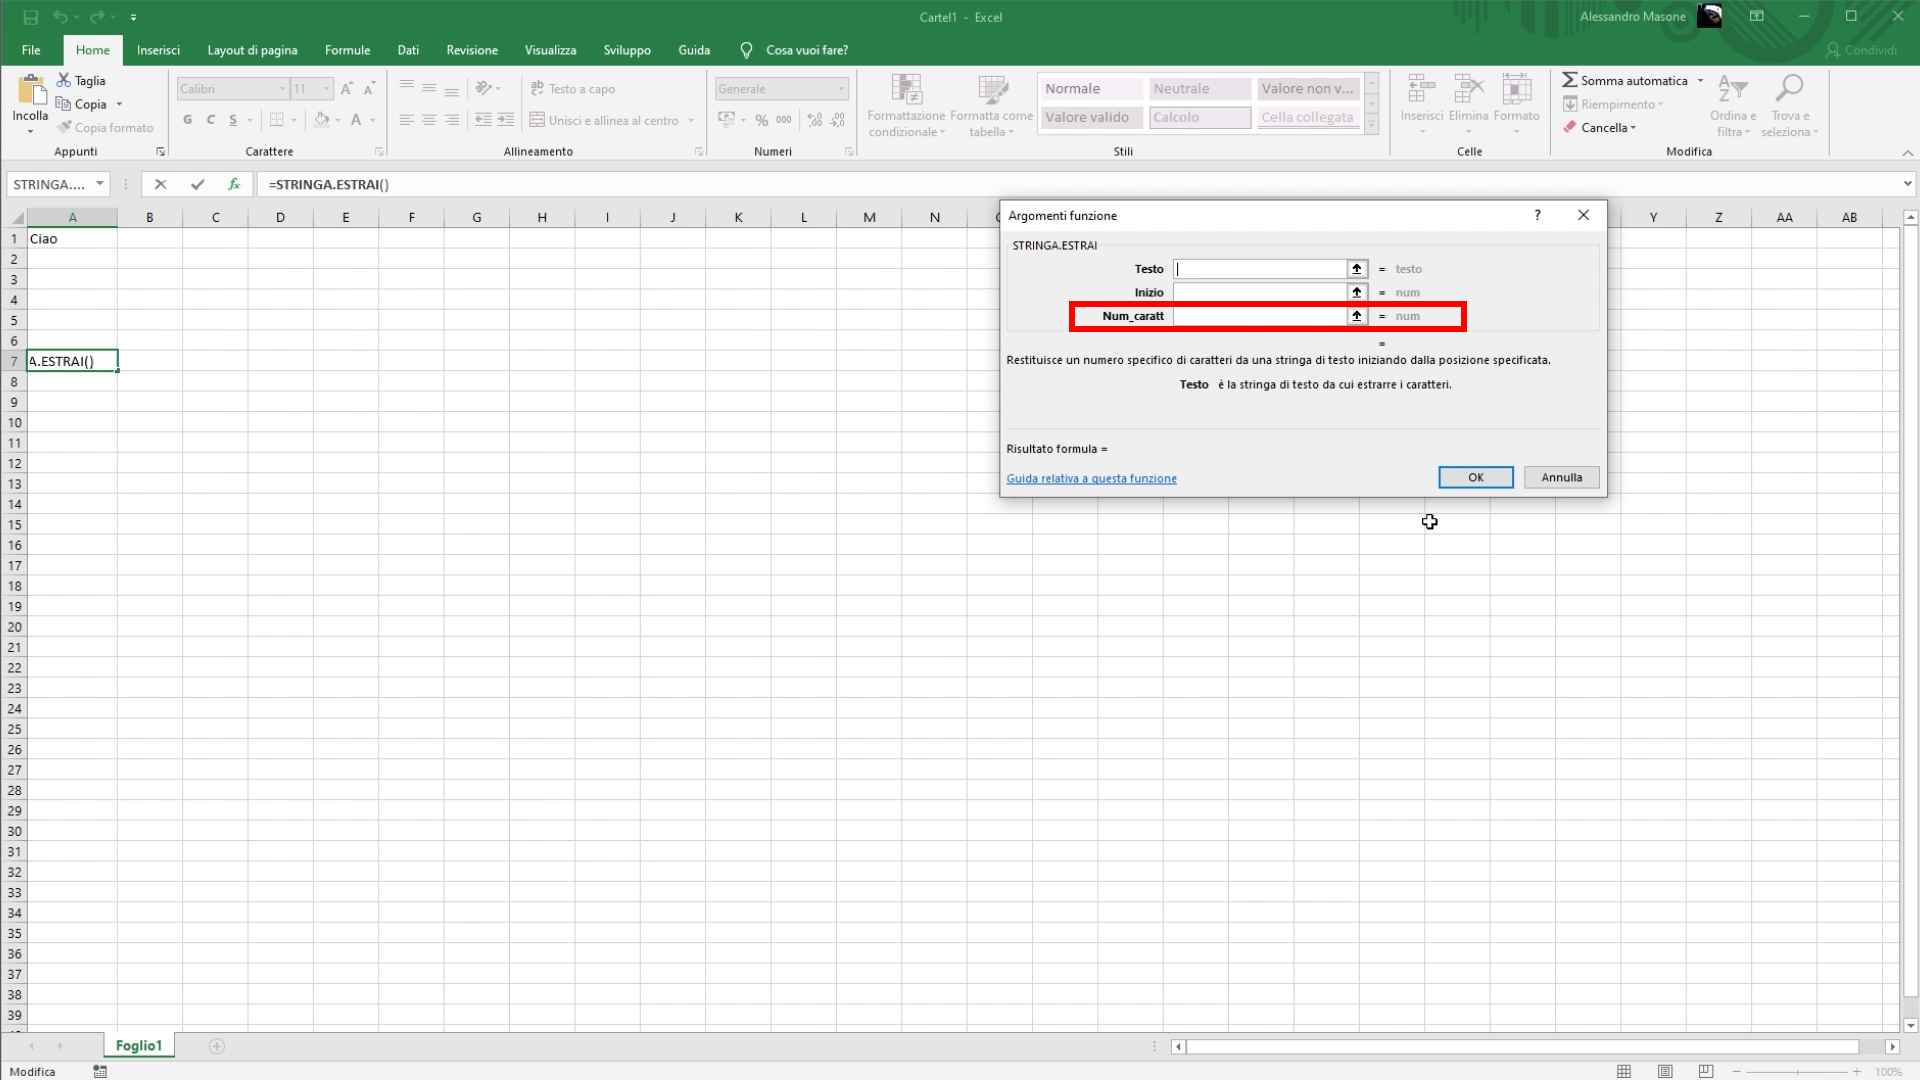 Cartel1 - Excel
Alessandro Masone
File Home Inserisci Layout di pagina Formule Dati Revisione Visualizza Sviluppo Guida Cosa vuoi fare?
Condividi
Incolla
Taglia
Copia
Copia formato
Appunti
Calibri 11
G C S A
Carattere
Testo a capo
Unisci e allinea al centro
Allineamento
Generale
% 000
Numeri
Formattazione condizionale
Formatta come tabella
Normale Neutrale Valore non v...
Valore valido Calcolo Cella collegata
Stili
Inserisci Elimina Formato
Celle
Somma automatica
Riempimento
Cancella
Ordina e filtra
Trova e seleziona
Modifica
STRINGA.... fx =STRINGA.ESTRAI()
A B C D E F G H I J K L M N Y Z AA AB
1 Ciao
2
3
4
5
6
7 A.ESTRAI()
8
9
10
11
12
13
14
15
16
17
18
19
20
21
22
23
24
25
26
27
28
29
30
31
32
33
34
35
36
37
38
39
Argomenti funzione ?
STRINGA.ESTRAI
Testo = testo
Inizio = num
Num_caratt = num
=
Restituisce un numero specifico di caratteri da una stringa di testo iniziando dalla posizione specificata.
Testo è la stringa di testo da cui estrarre i caratteri.
Risultato formula =
Guida relativa a questa funzione
OK Annulla
Foglio1
Modifica
100%